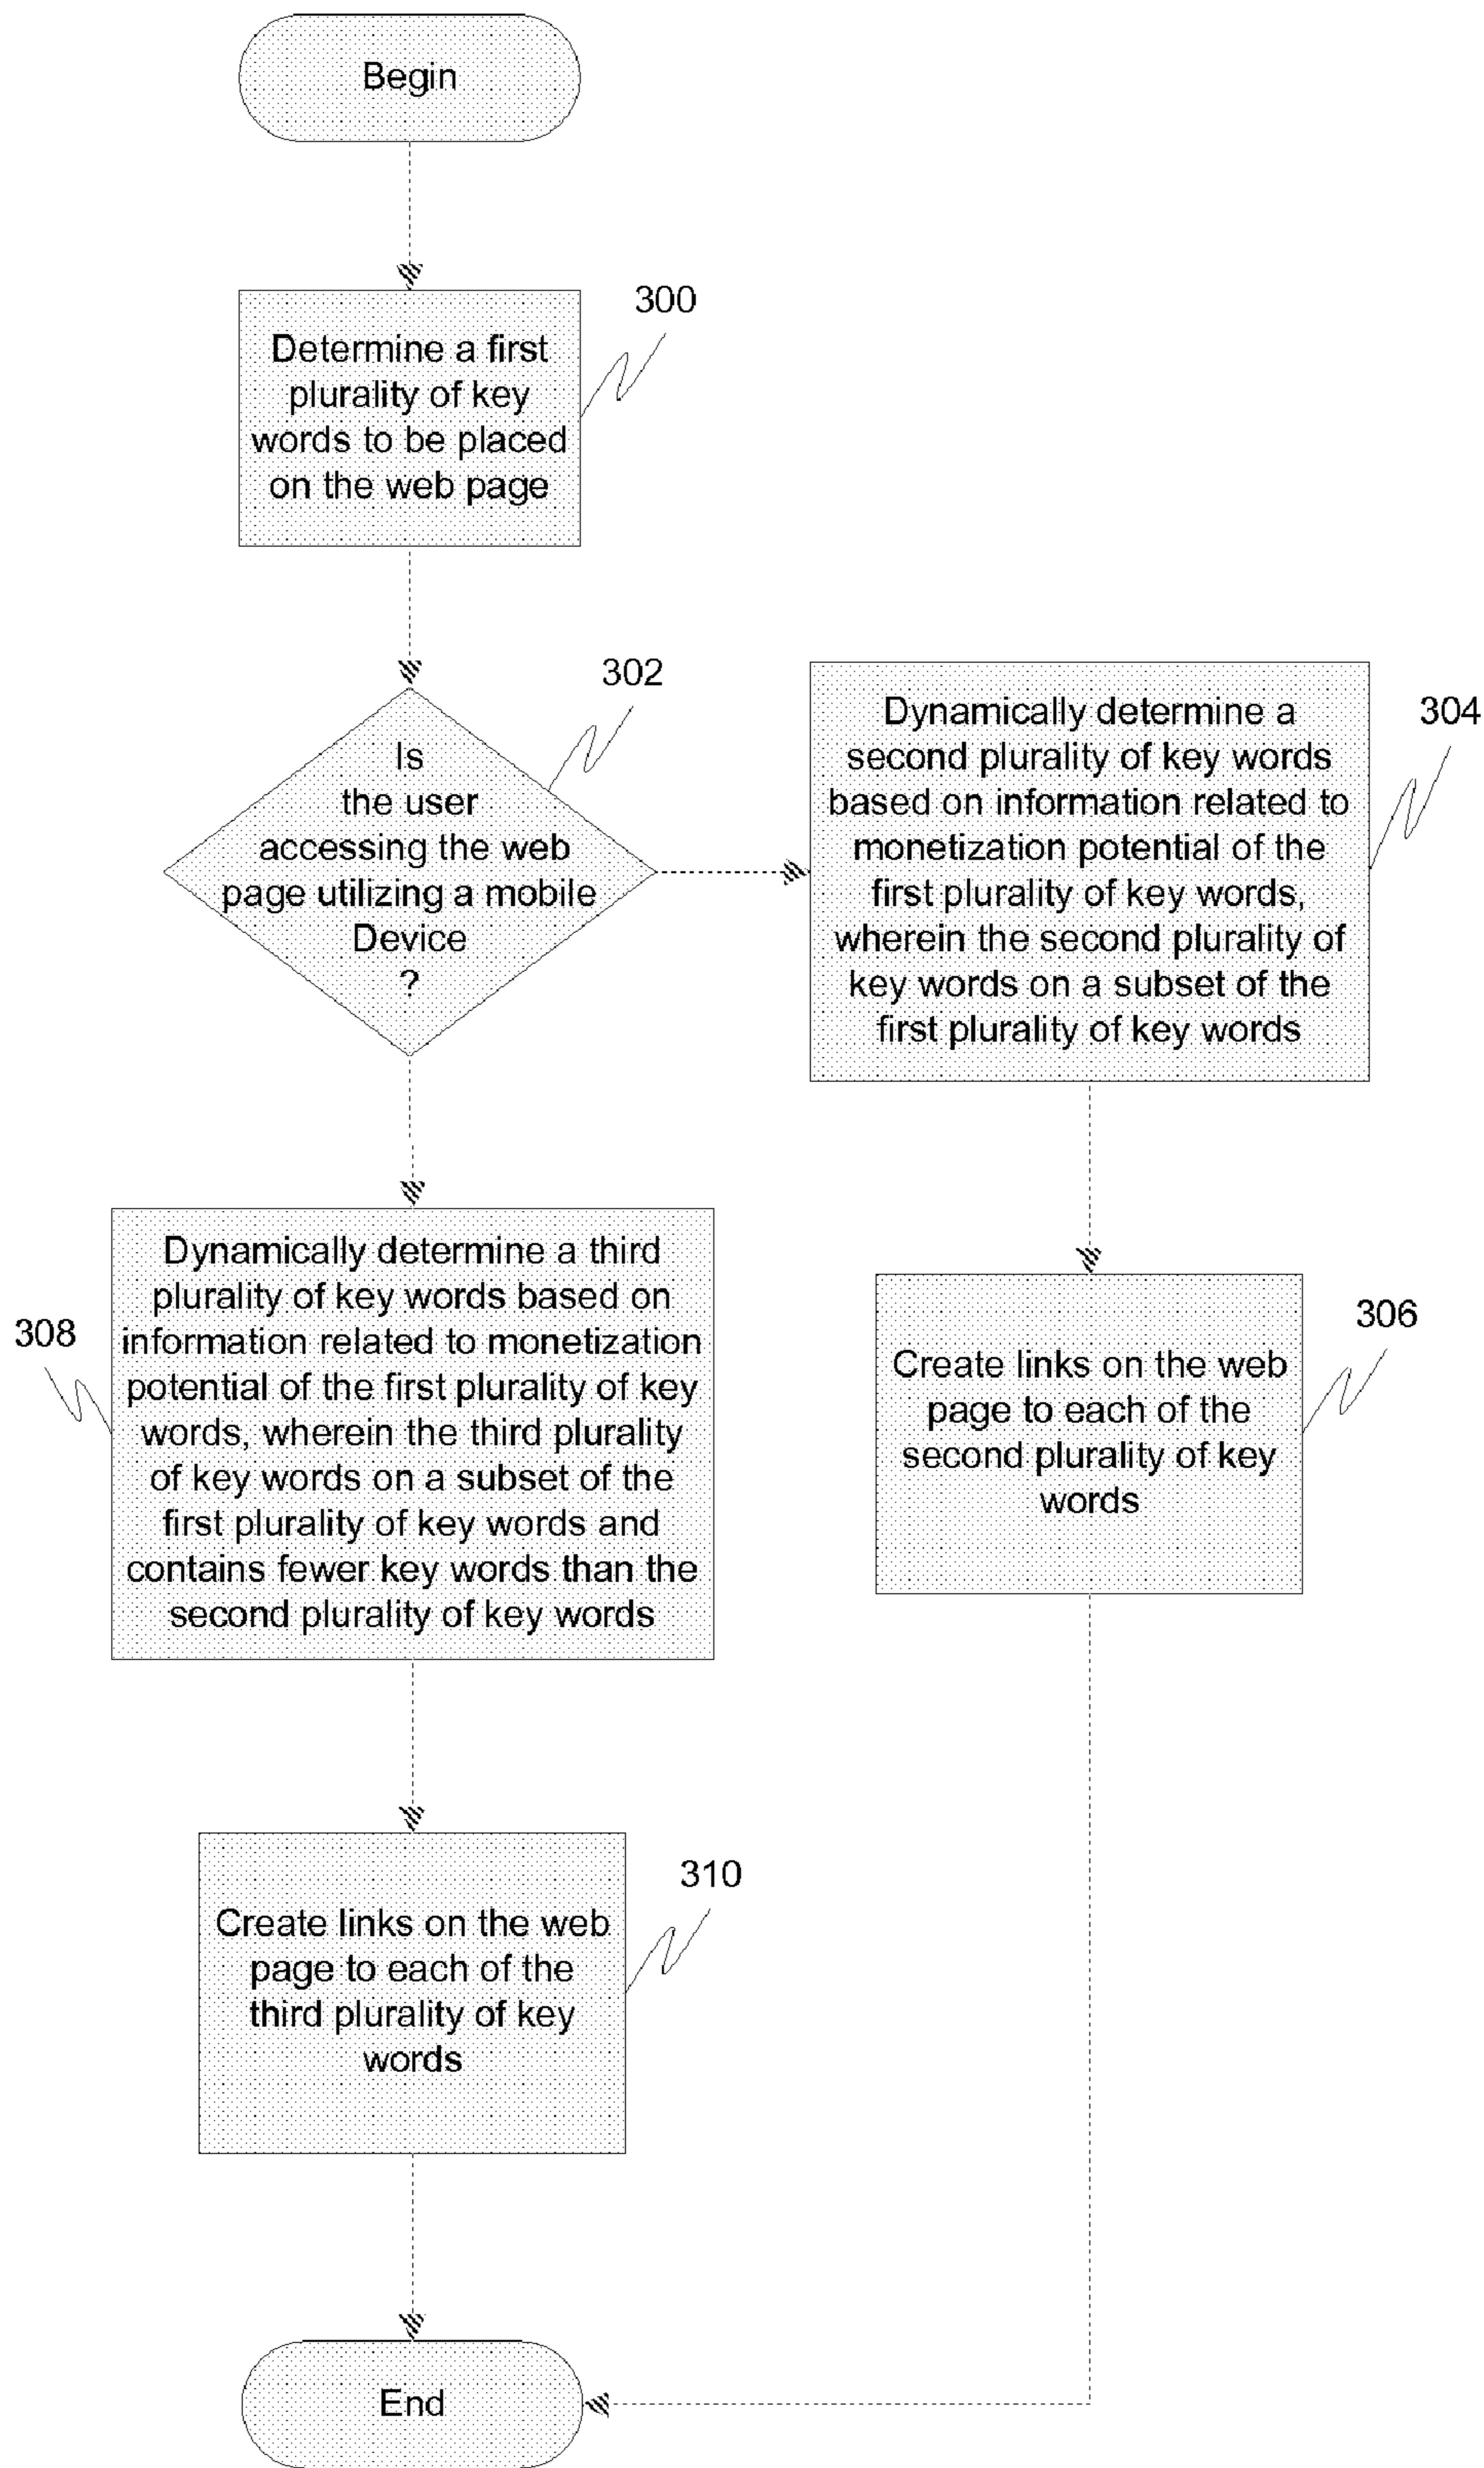 Begin
300
Determine a first
plurality of key
words to be placed
on the web page
302
Is
the user
accessing the web
page utilizing a mobile
Device
?
304
Dynamically determine a
second plurality of key words
based on information related to
monetization potential of the
first plurality of key words,
wherein the second plurality of
key words on a subset of the
first plurality of key words
306
Create links on the web
page to each of the
second plurality of key
words
308
Dynamically determine a third
plurality of key words based on
information related to monetization
potential of the first plurality of key
words, wherein the third plurality
of key words on a subset of the
first plurality of key words and
contains fewer key words than the
second plurality of key words
310
Create links on the web
page to each of the
third plurality of key
words
End